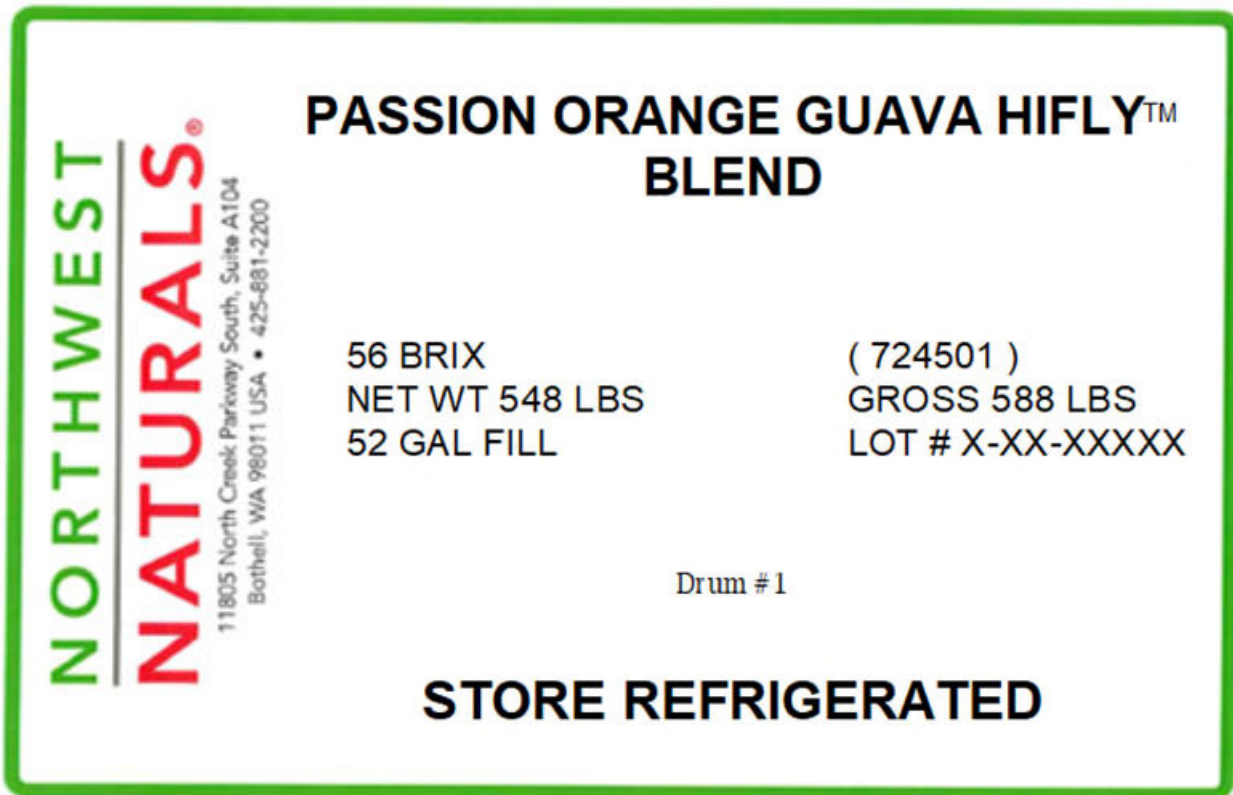 NORTHWEST
NATURALS®
11805 North Creek Parkway South, Suite A104
Bothell, WA 98011 USA • 425-881-2200
PASSION ORANGE GUAVA HIFLY™
BLEND
56 BRIX
NET WT 548 LBS
52 GAL FILL
( 724501 )
GROSS 588 LBS
LOT # X-XX-XXXXX
Drum #1
STORE REFRIGERATED